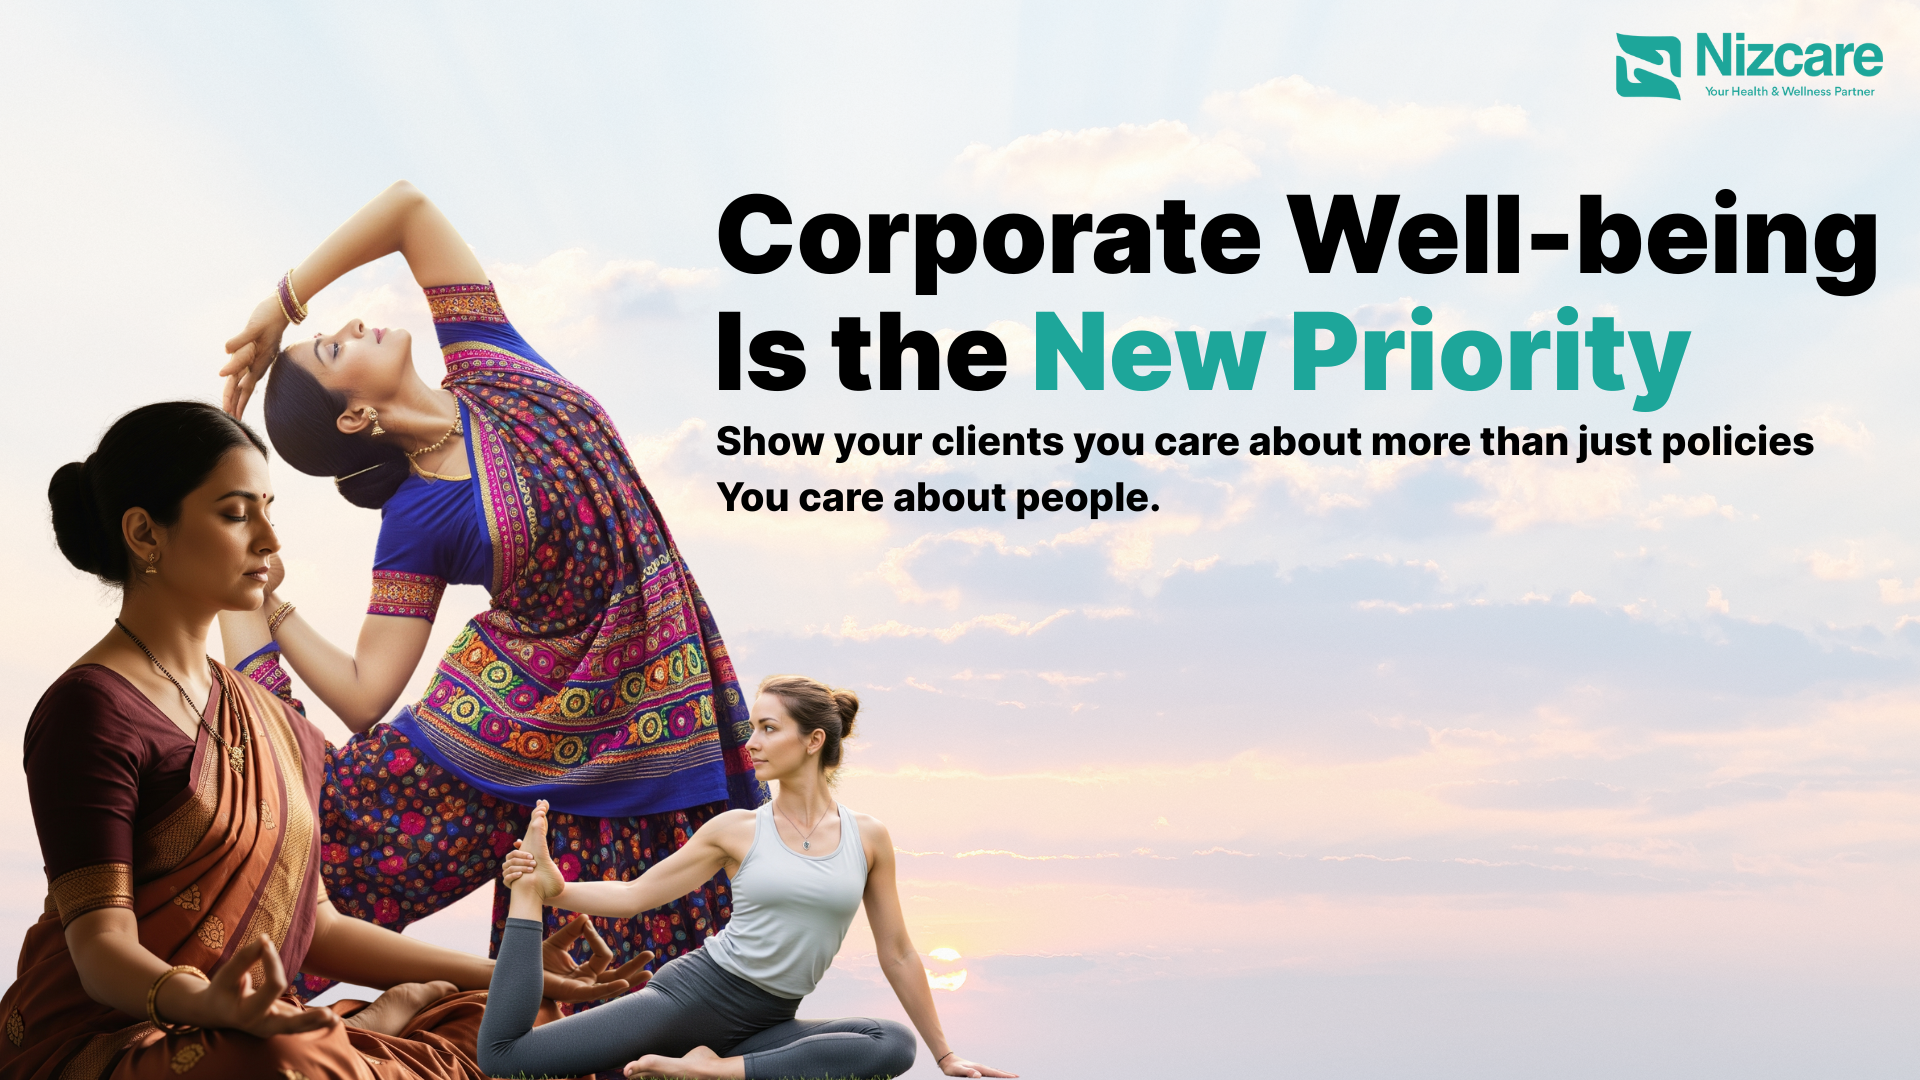 Nizcare
Your Health & Wellness Partner
Corporate Well-being
Is the New Priority
Show your clients you care about more than just policies
You care about people.